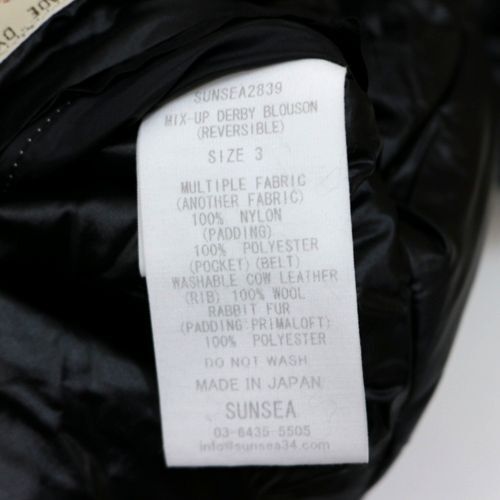 SUNSEA2839
MIX-UP DERBY BLOUSON
(REVERSIBLE)
SIZE 3
MULTIPLE FABRIC
(ANOTHER FABRIC)
100% NYLON
(PADDING)
100% POLYESTER
(POCKET)(BELT)
WASHABLE COW LEATHER
(RIB) 100% WOOL
RABBIT FUR
(PADDING:PRIMALOFT)
100% POLYESTER
DO NOT WASH
MADE IN JAPAN
SUNSEA
03-6435-5505
info@sunsea34.com